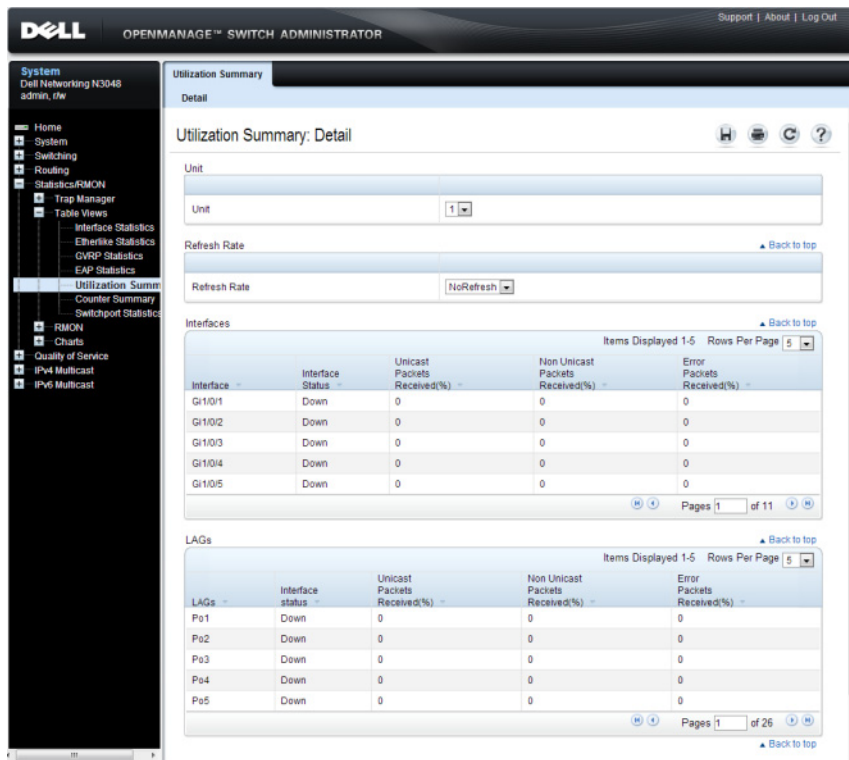 Support | About | Log Out
DELL
OPENMANAGE™ SWITCH ADMINISTRATOR
System
Dell Networking N3048
admin, r/w
Home
System
Switching
Routing
Statistics/RMON
Trap Manager
Table Views
Interface Statistics
Etherlike Statistics
GVRP Statistics
EAP Statistics
Utilization Summ
Counter Summary
Switchport Statistics
RMON
Charts
Quality of Service
IPv4 Multicast
IPv6 Multicast
Utilization Summary
Detail
Utilization Summary: Detail
Unit
Unit 1
Refresh Rate ▲ Back to top
Refresh Rate NoRefresh
Interfaces ▲ Back to top
Items Displayed 1-5 Rows Per Page 5
Interface Interface Status Unicast Packets Received(%) Non Unicast Packets Received(%) Error Packets Received(%)
Gi1/0/1 Down 0 0 0
Gi1/0/2 Down 0 0 0
Gi1/0/3 Down 0 0 0
Gi1/0/4 Down 0 0 0
Gi1/0/5 Down 0 0 0
Pages 1 of 11
LAGs ▲ Back to top
Items Displayed 1-5 Rows Per Page 5
LAGs Interface status Unicast Packets Received(%) Non Unicast Packets Received(%) Error Packets Received(%)
Po1 Down 0 0 0
Po2 Down 0 0 0
Po3 Down 0 0 0
Po4 Down 0 0 0
Po5 Down 0 0 0
Pages 1 of 26
▲ Back to top